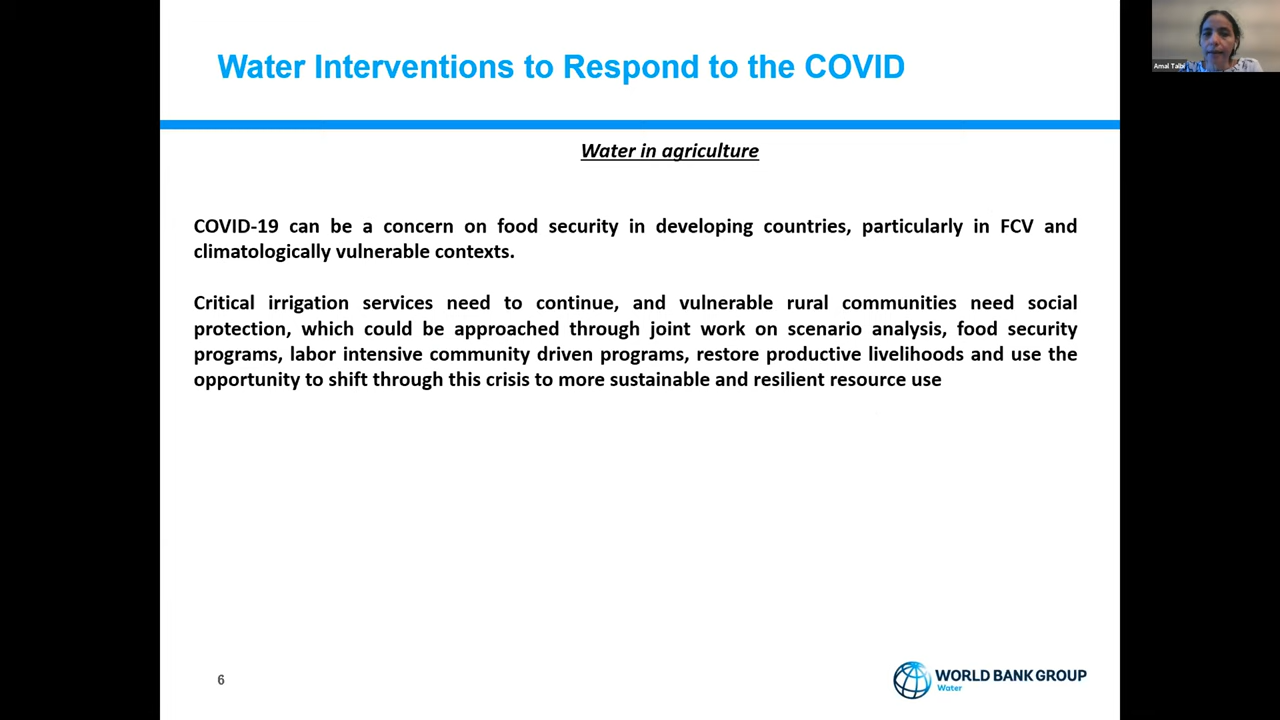 Water Interventions to Respond to the COVID
Amal Talbi
Water in agriculture
COVID-19 can be a concern on food security in developing countries, particularly in FCV and
climatologically vulnerable contexts.
Critical irrigation services need to continue, and vulnerable rural communities need social
protection, which could be approached through joint work on scenario analysis, food security
programs, labor intensive community driven programs, restore productive livelihoods and use the
opportunity to shift through this crisis to more sustainable and resilient resource use
6
WORLD BANK GROUP
Water